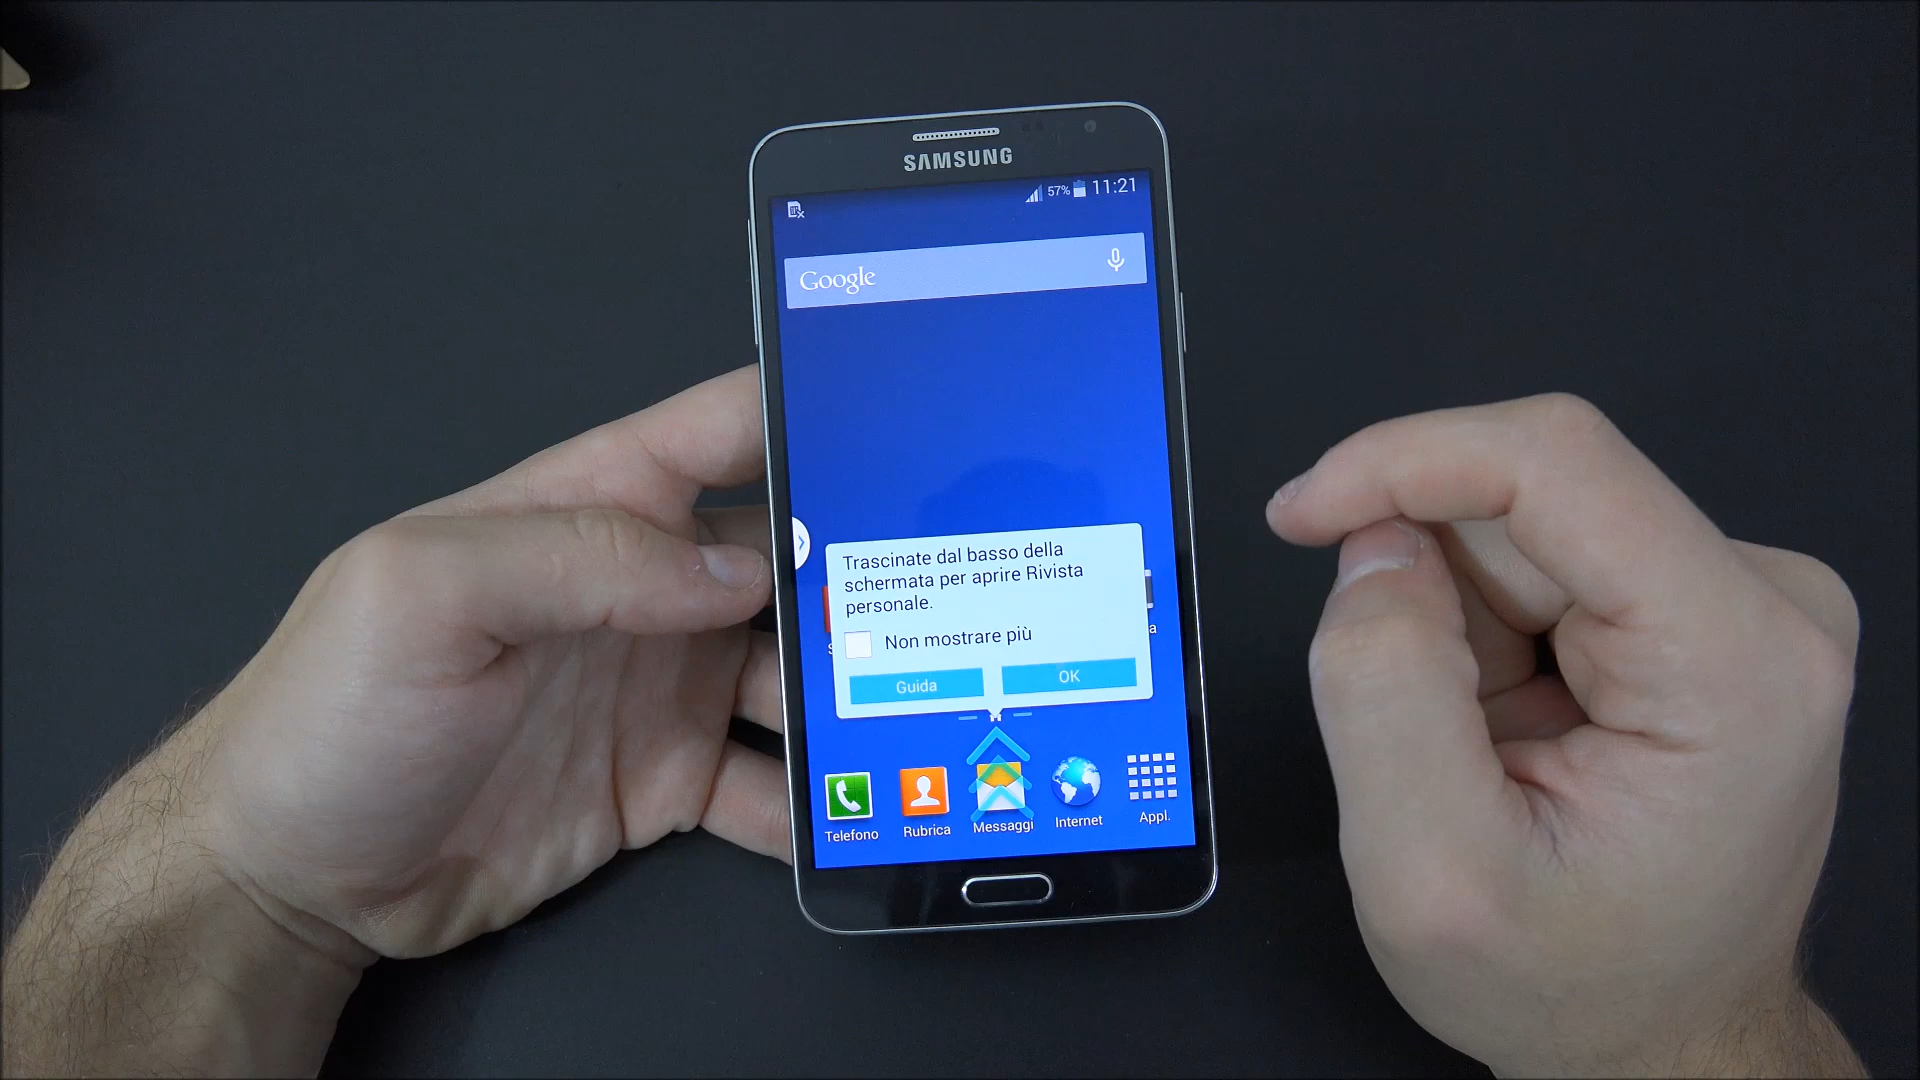 SAMSUNG
57% 11:21
Google
Trascinate dal basso della
schermata per aprire Rivista
personale.
Non mostrare più
Guida OK
Telefono Rubrica Messaggi Internet Appl.